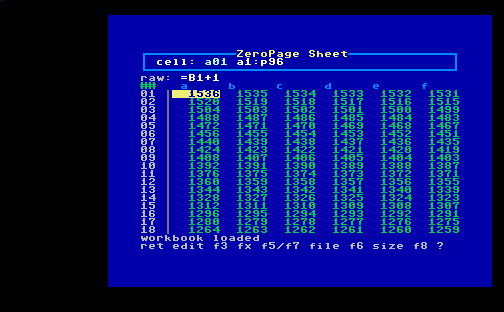 ZeroPage Sheet
cell: a01 a1:p96
raw: =B1+1
## a b c d e f
01 1536 1535 1534 1533 1532 1531
02 1520 1519 1518 1517 1516 1515
03 1504 1503 1502 1501 1500 1499
04 1488 1487 1486 1485 1484 1483
05 1472 1471 1470 1469 1468 1467
06 1456 1455 1454 1453 1452 1451
07 1440 1439 1438 1437 1436 1435
08 1424 1423 1422 1421 1420 1419
09 1408 1407 1406 1405 1404 1403
10 1392 1391 1390 1389 1388 1387
11 1376 1375 1374 1373 1372 1371
12 1360 1359 1358 1357 1356 1355
13 1344 1343 1342 1341 1340 1339
14 1328 1327 1326 1325 1324 1323
15 1312 1311 1310 1309 1308 1307
16 1296 1295 1294 1293 1292 1291
17 1280 1279 1278 1277 1276 1275
18 1264 1263 1262 1261 1260 1259
workbook loaded
ret edit f3 fx f5/f7 file f6 size f8 ?